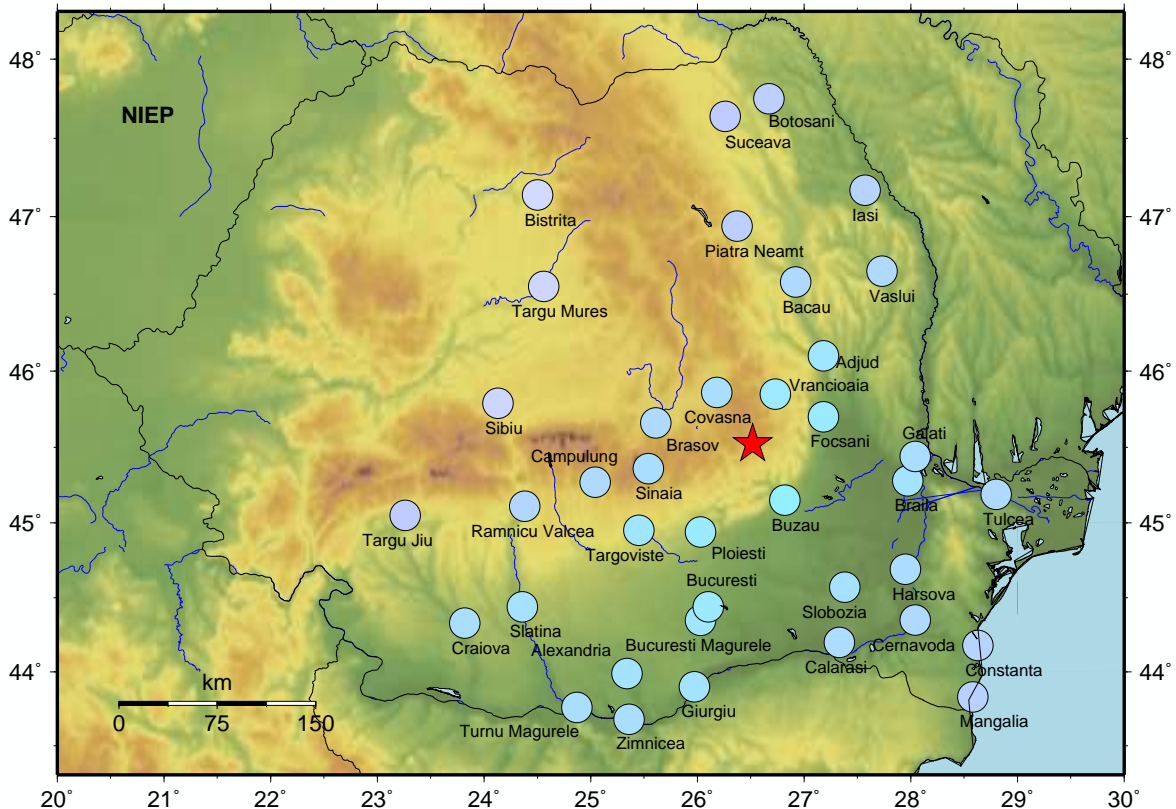 48˚
48˚
NIEP
Botosani
Suceava
47˚
47˚
Bistrita
Iasi
Piatra Neamt
Targu Mures
Bacau
Vaslui
46˚
46˚
Adjud
Vrancioaia
Covasna
Sibiu
Focsani
Brasov
Galati
Campulung
Sinaia
Braila
45˚
45˚
Targu Jiu
Ramnicu Valcea
Buzau
Tulcea
Targoviste
Ploiesti
Bucuresti
Harsova
Slobozia
Slatina
Craiova
Alexandria
Bucuresti Magurele
Cernavoda
44˚
44˚
Calarasi
Constanta
km
0 75 150
Giurgiu
Mangalia
Turnu Magurele
Zimnicea
20˚ 21˚ 22˚ 23˚ 24˚ 25˚ 26˚ 27˚ 28˚ 29˚ 30˚